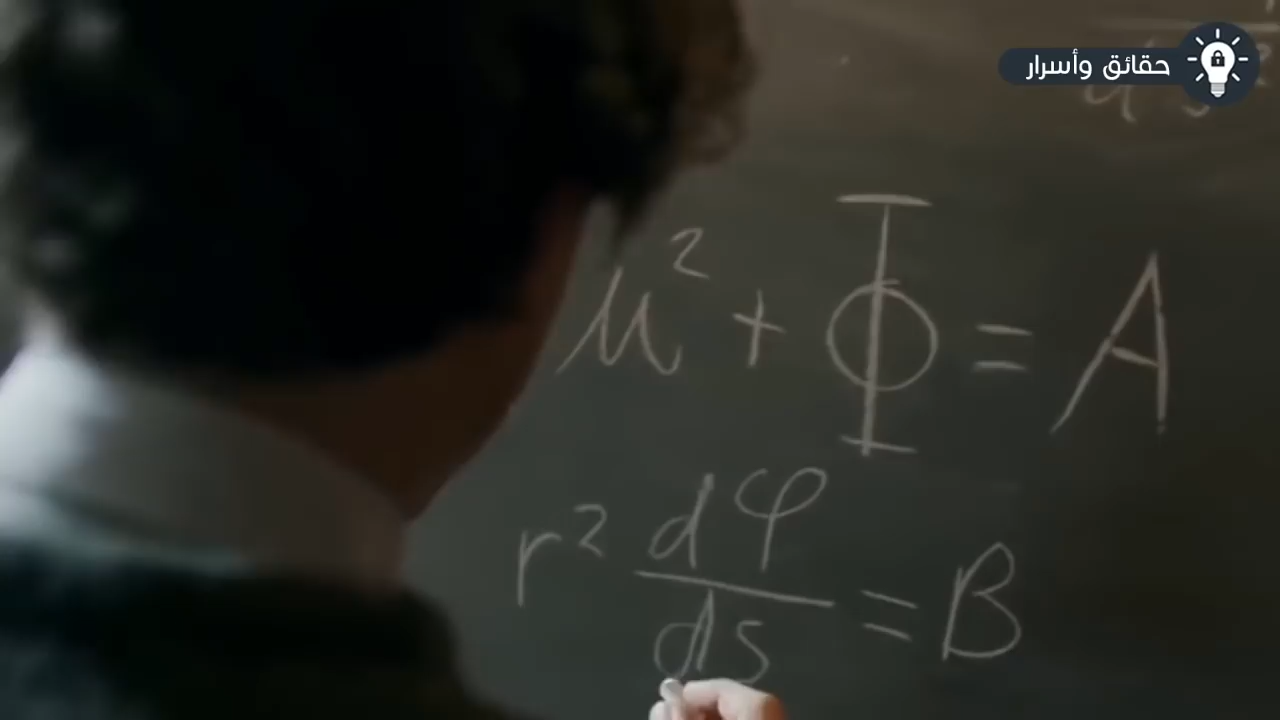 حقائق وأسرار
u² + Φ = A
r² dφ/ds = B